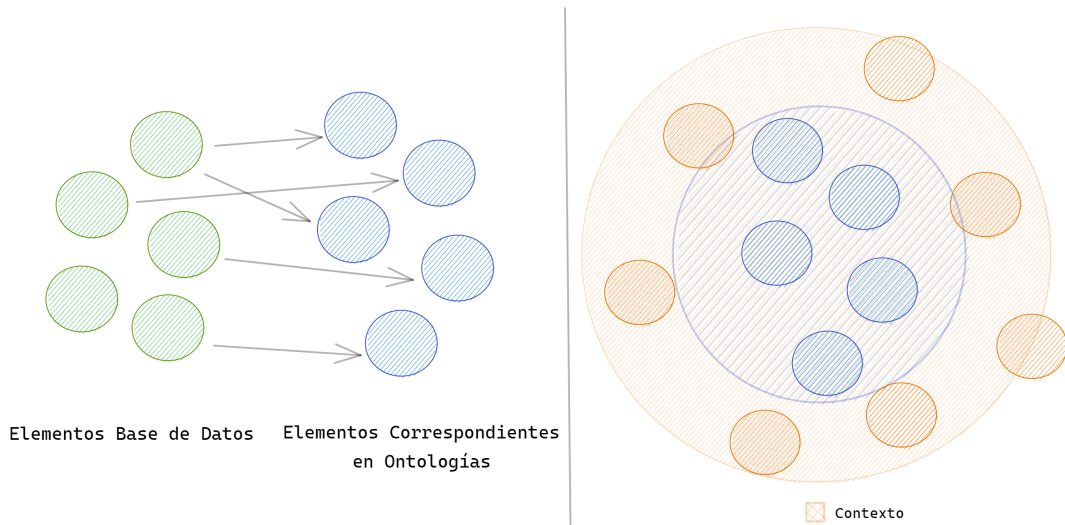 Elementos Base de Datos
Elementos Correspondientes
en Ontologías
Contexto